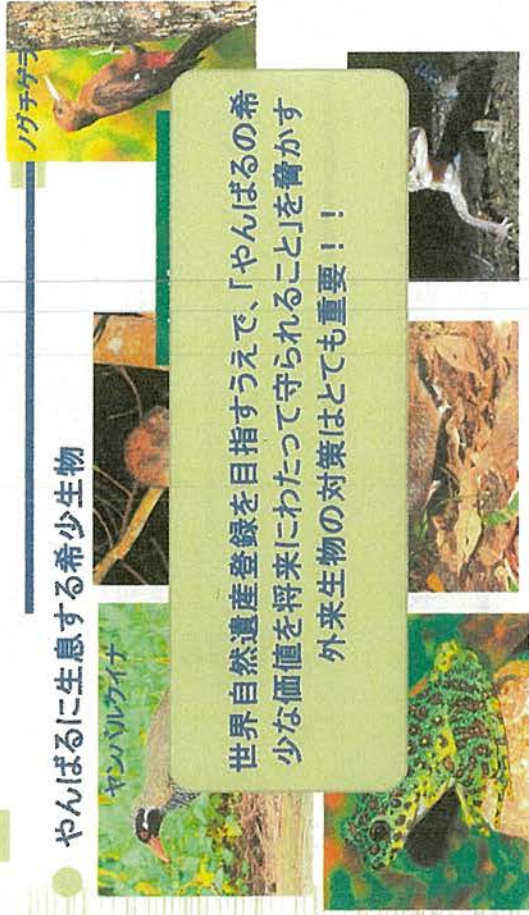 やんばるに生息する希少生物
ヤンバルクイナ
ノグチゲラ
世界自然遺産登録を目指すうえで、「やんばるの希
少な価値を将来にわたって守られること」を脅かす
外来生物の対策はとても重要！！